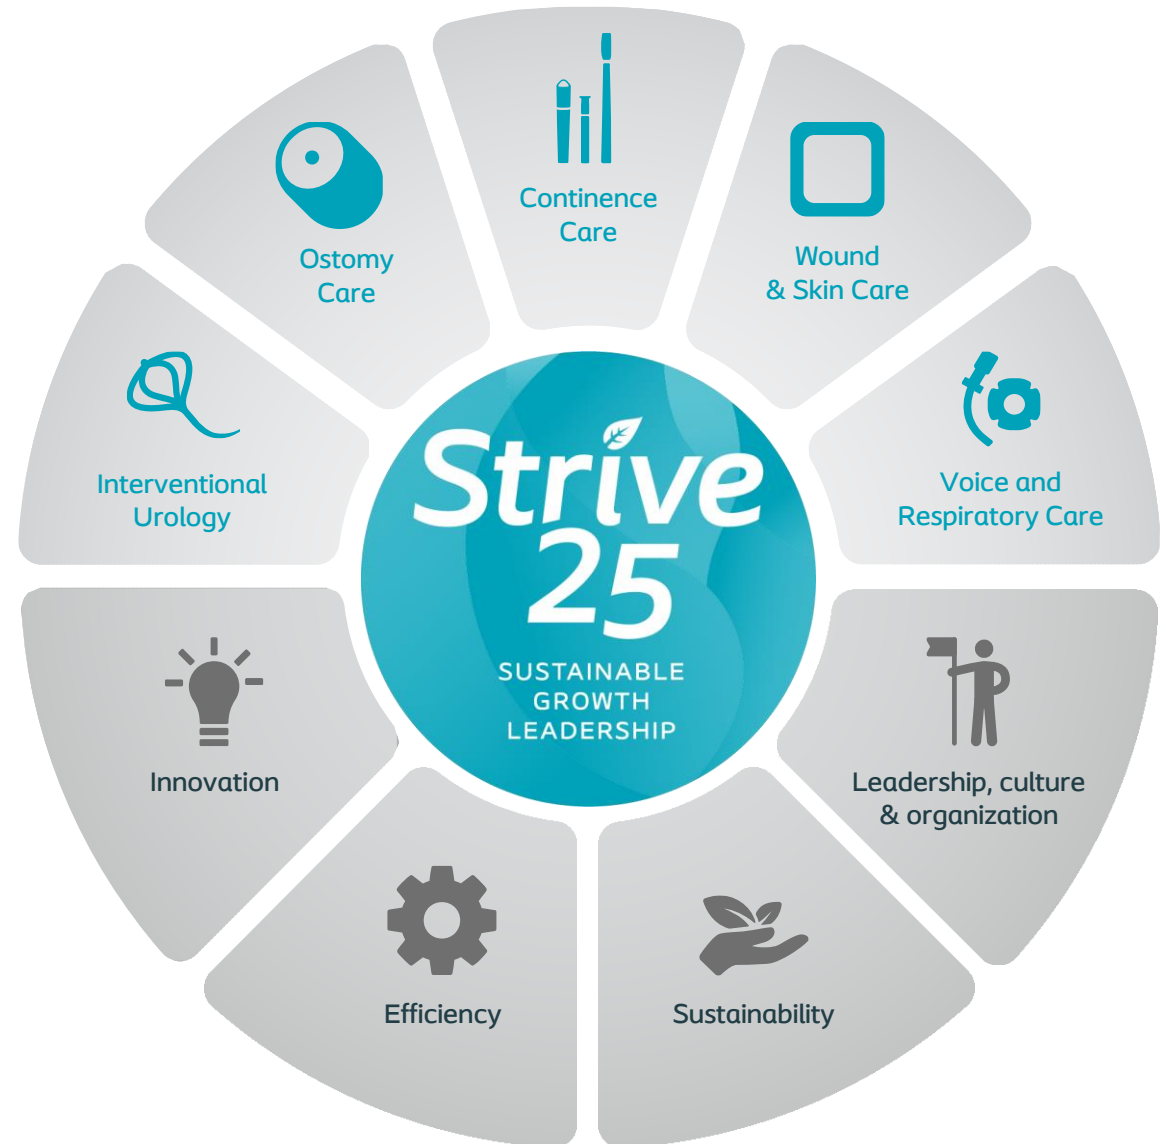 Continence
Care
Ostomy
Care
Wound
& Skin Care
Interventional
Urology
Voice and
Respiratory Care
Strive
25
SUSTAINABLE
GROWTH
LEADERSHIP
Innovation
Leadership, culture
& organization
Efficiency
Sustainability